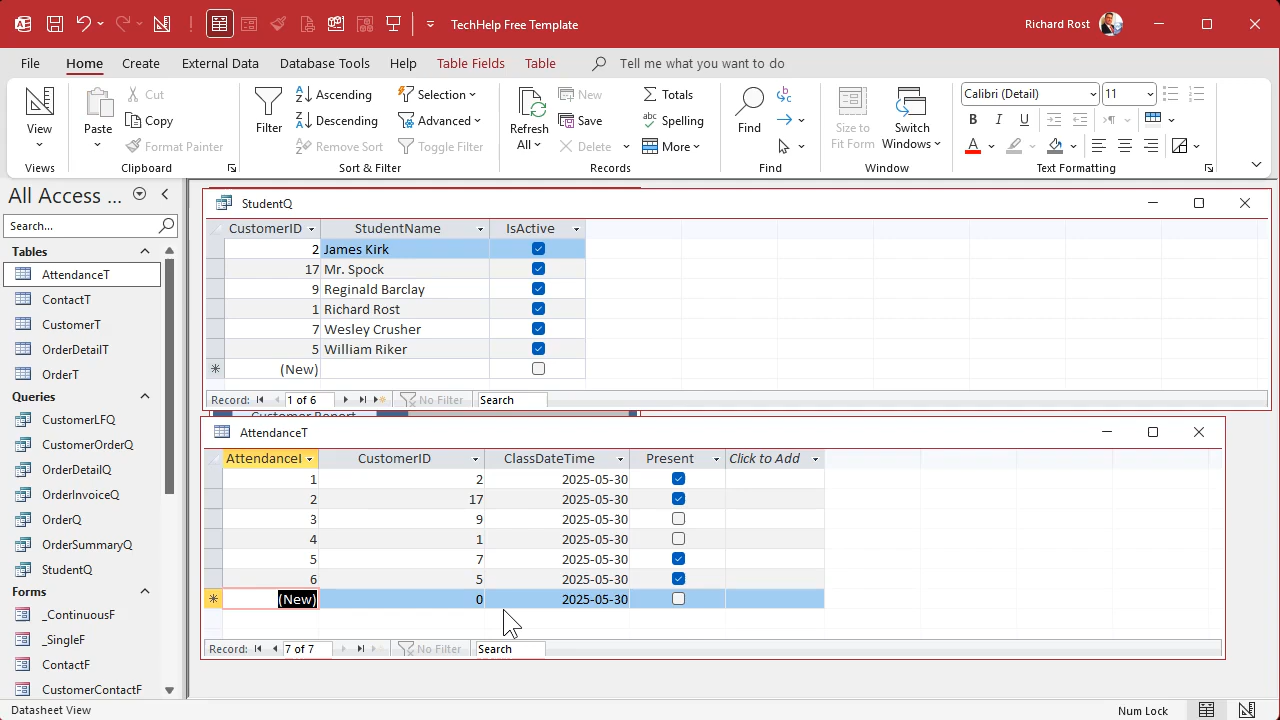 TechHelp Free Template
Richard Rost
File Home Create External Data Database Tools Help Table Fields Table Tell me what you want to do
View
Views
Paste
Cut
Copy
Format Painter
Clipboard
Filter
Ascending
Descending
Remove Sort
Selection
Advanced
Toggle Filter
Sort & Filter
Refresh
All
New
Save
Delete
Totals
Spelling
More
Records
Find
Find
Size to
Fit Form
Switch
Windows
Window
Calibri (Detail) 11
B I U
Text Formatting
All Access ...
Search...
Tables
AttendanceT
ContactT
CustomerT
OrderDetailT
OrderT
Queries
CustomerLFQ
CustomerOrderQ
OrderDetailQ
OrderInvoiceQ
OrderQ
OrderSummaryQ
StudentQ
Forms
_ContinuousF
_SingleF
ContactF
CustomerContactF
StudentQ
CustomerID StudentName IsActive
2 James Kirk
17 Mr. Spock
9 Reginald Barclay
1 Richard Rost
7 Wesley Crusher
5 William Riker
(New)
Record: 1 of 6 No Filter Search
Customer Report
AttendanceT
AttendanceI CustomerID ClassDateTime Present Click to Add
1 2 2025-05-30
2 17 2025-05-30
3 9 2025-05-30
4 1 2025-05-30
5 7 2025-05-30
6 5 2025-05-30
(New) 0 2025-05-30
Record: 7 of 7 No Filter Search
Datasheet View
Num Lock